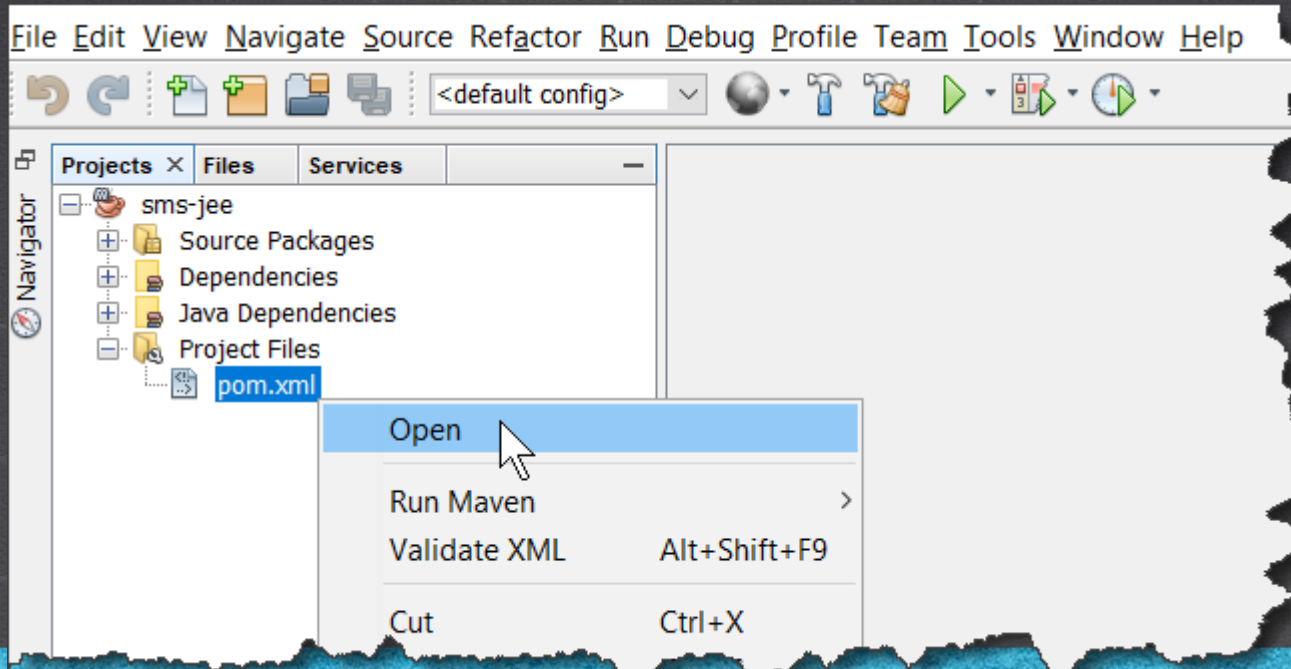 File Edit View Navigate Source Refactor Run Debug Profile Team Tools Window Help
<default config>
Projects Files Services
Navigator
sms-jee
Source Packages
Dependencies
Java Dependencies
Project Files
pom.xml
Open
Run Maven
Validate XML Alt+Shift+F9
Cut Ctrl+X